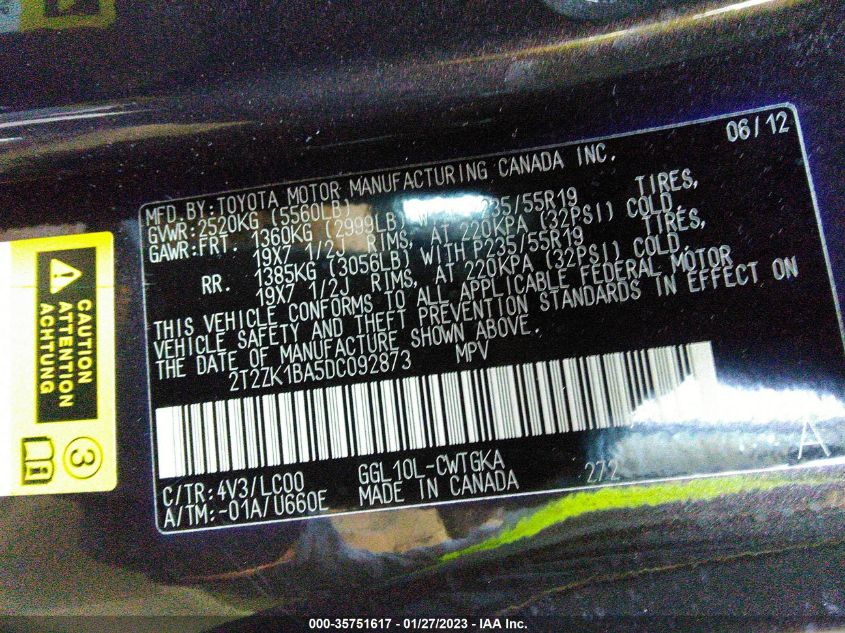 06/12
MFD. BY: TOYOTA MOTOR MANUFACTURING CANADA INC.
GVWR: 2520KG (5560LB)
GAWR: FRT. 1360KG (2999LB) WITH P235/55R19 TIRES,
19X7 1/2J RIMS, AT 220KPA (32PSI) COLD.
RR. 1385KG (3056LB) WITH P235/55R19 TIRES,
19X7 1/2J RIMS, AT 220KPA (32PSI) COLD.
THIS VEHICLE CONFORMS TO ALL APPLICABLE FEDERAL MOTOR
VEHICLE SAFETY AND THEFT PREVENTION STANDARDS IN EFFECT ON
THE DATE OF MANUFACTURE SHOWN ABOVE.
2T2ZK1BA5DC092873 MPV
C/TR: 4V3/LC00 GGL10L-CWTGKA 272 A
A/TM: -01A/U660E MADE IN CANADA
CAUTION
ATTENTION
ACHTUNG
3
000-35751617 - 01/27/2023 - IAA Inc.